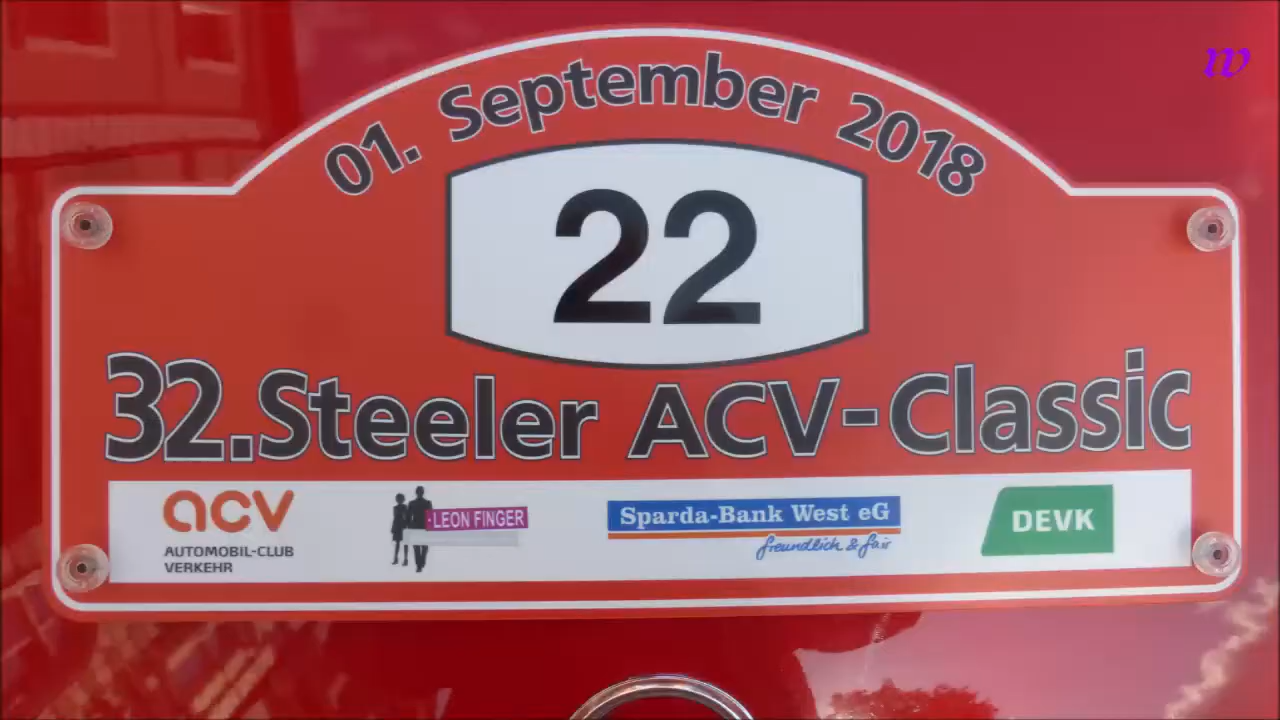 w
01. September 2018
22
32.Steeler ACV-Classic
acv
AUTOMOBIL-CLUB
VERKEHR
LEON FINGER
Sparda-Bank West eG
freundlich & fair
DEVK